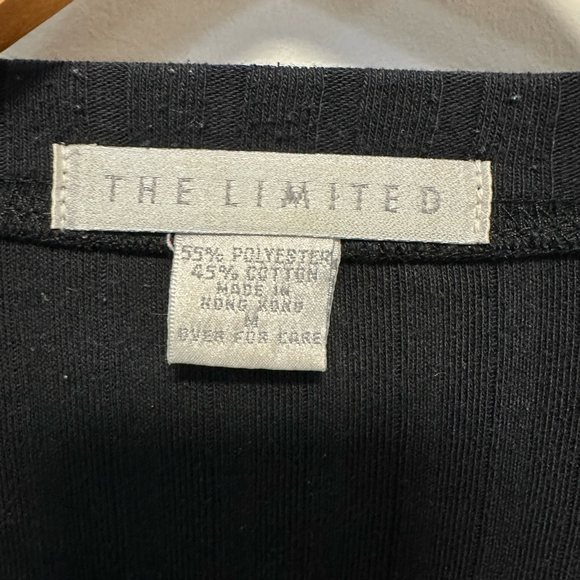 THE LIMITED
55% POLYESTER
45% COTTON
MADE IN
HONG KONG
M
OVER FOR CARE